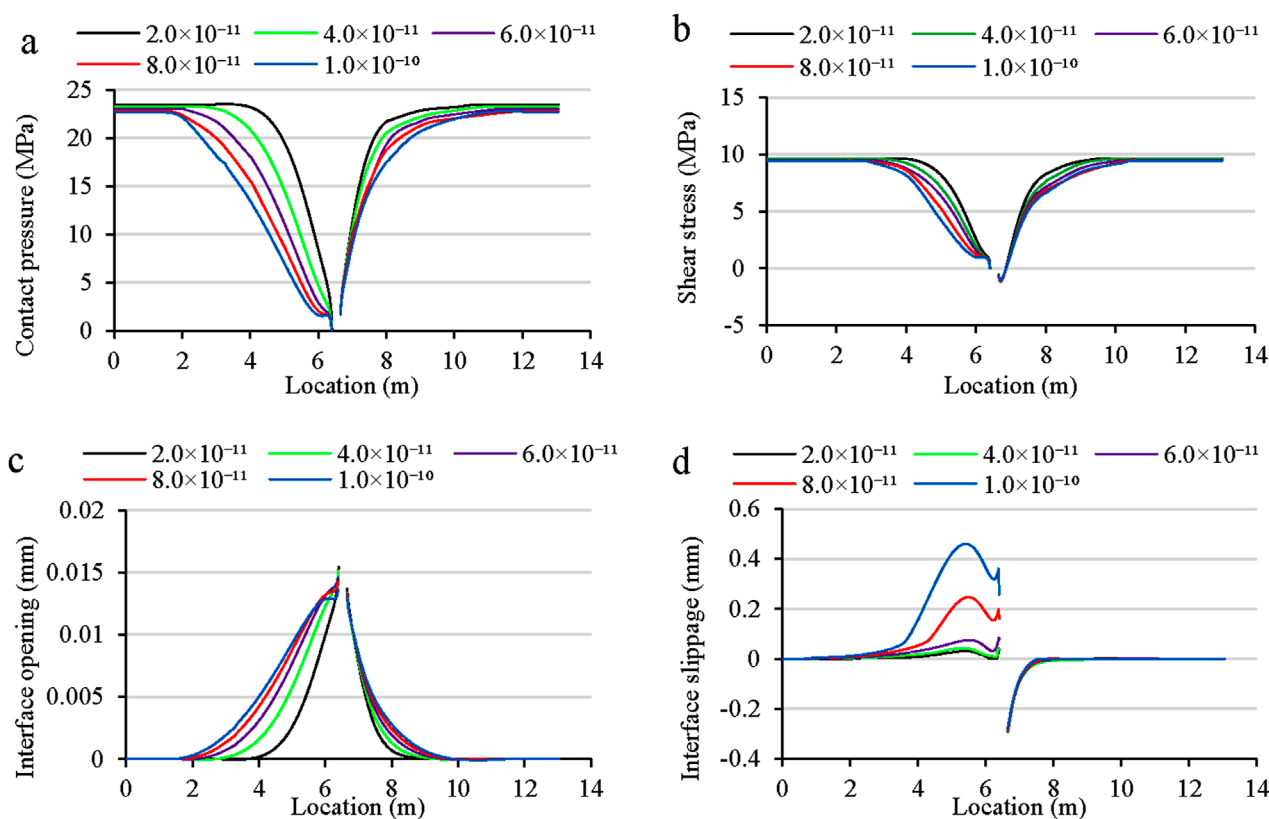 a
2.0×10⁻¹¹ 4.0×10⁻¹¹ 6.0×10⁻¹¹
8.0×10⁻¹¹ 1.0×10⁻¹⁰
Contact pressure (MPa)
25
20
15
10
5
0
0 2 4 6 8 10 12 14
Location (m)
b
2.0×10⁻¹¹ 4.0×10⁻¹¹ 6.0×10⁻¹¹
8.0×10⁻¹¹ 1.0×10⁻¹⁰
Shear stress (MPa)
15
10
5
0
-5
0 2 4 6 8 10 12 14
Location (m)
c
2.0×10⁻¹¹ 4.0×10⁻¹¹ 6.0×10⁻¹¹
8.0×10⁻¹¹ 1.0×10⁻¹⁰
Interface opening (mm)
0.02
0.015
0.01
0.005
0
0 2 4 6 8 10 12 14
Location (m)
d
2.0×10⁻¹¹ 4.0×10⁻¹¹ 6.0×10⁻¹¹
8.0×10⁻¹¹ 1.0×10⁻¹⁰
Interface slippage (mm)
0.6
0.4
0.2
0
-0.2
-0.4
0 2 4 6 8 10 12 14
Location (m)